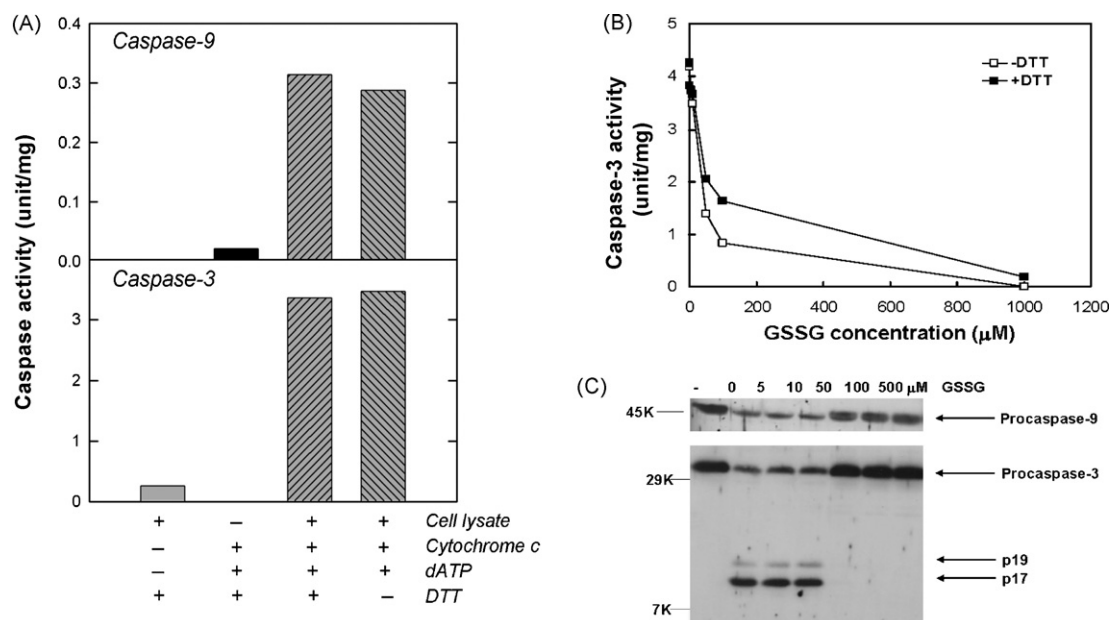 (A)
Caspase activity (unit/mg)
0.4
0.3
0.2
0.1
0.0
Caspase-9
3
2
3
0
Caspase-3
+ – + + Cell lysate
– + + + Cytochrome c
– + + + dATP
+ + + – DTT
(B)
Caspase-3 activity
(unit/mg)
5
4
3
2
1
0
-DTT
+DTT
0 200 400 600 800 1000 1200
GSSG concentration (μM)
(C)
- 0 5 10 50 100 500 μM GSSG
45K
Procaspase-9
29K
Procaspase-3
p19
p17
7K